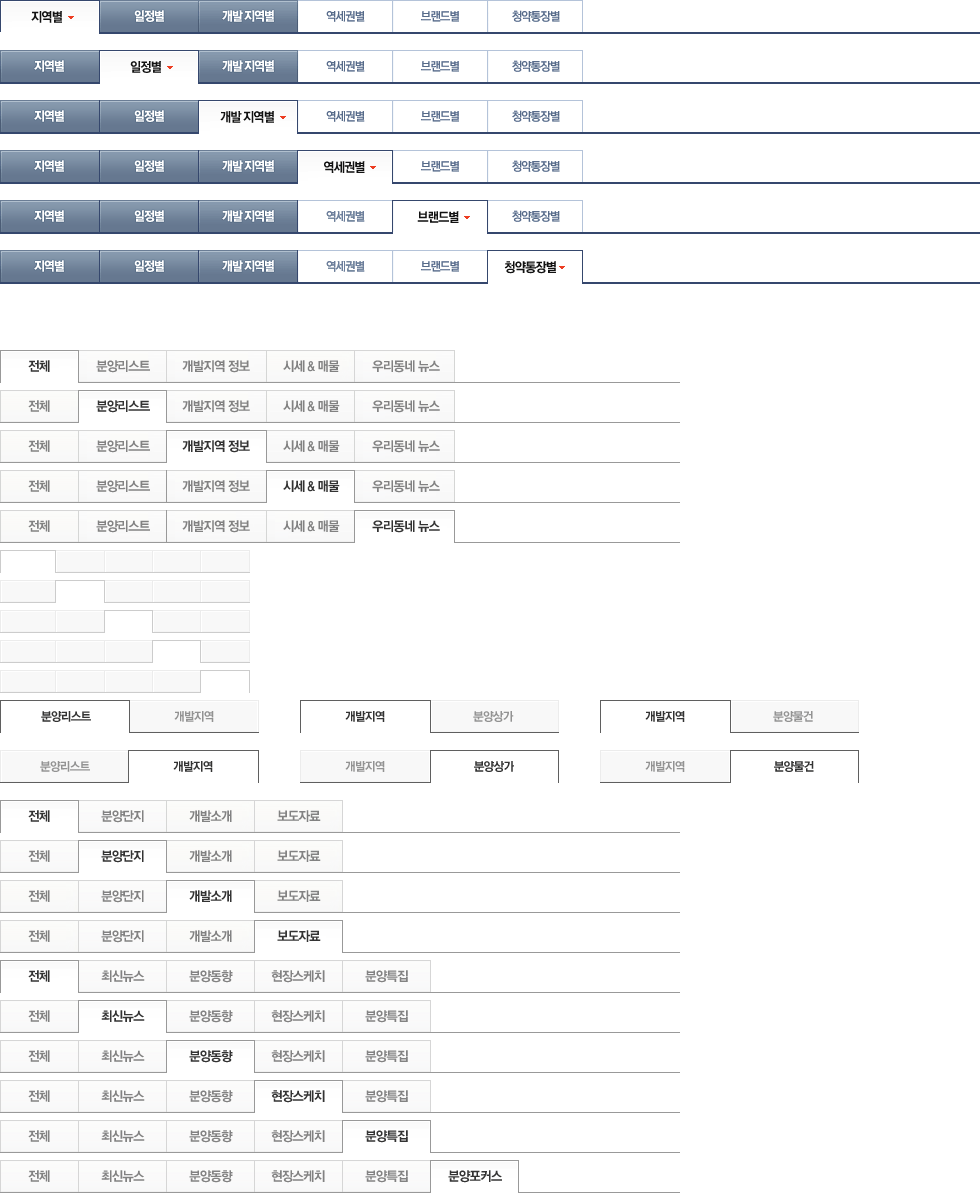 지역별 일정별 개발 지역별 역세권별 브랜드별 청약통장별
지역별 일정별 개발 지역별 역세권별 브랜드별 청약통장별
지역별 일정별 개발 지역별 역세권별 브랜드별 청약통장별
지역별 일정별 개발 지역별 역세권별 브랜드별 청약통장별
지역별 일정별 개발 지역별 역세권별 브랜드별 청약통장별
지역별 일정별 개발 지역별 역세권별 브랜드별 청약통장별
전체 분양리스트 개발지역 정보 시세 & 매물 우리동네 뉴스
전체 분양리스트 개발지역 정보 시세 & 매물 우리동네 뉴스
전체 분양리스트 개발지역 정보 시세 & 매물 우리동네 뉴스
전체 분양리스트 개발지역 정보 시세 & 매물 우리동네 뉴스
전체 분양리스트 개발지역 정보 시세 & 매물 우리동네 뉴스
분양리스트 개발지역 개발지역 분양상가 개발지역 분양물건
분양리스트 개발지역 개발지역 분양상가 개발지역 분양물건
전체 분양단지 개발소개 보도자료
전체 분양단지 개발소개 보도자료
전체 분양단지 개발소개 보도자료
전체 분양단지 개발소개 보도자료
전체 최신뉴스 분양동향 현장스케치 분양특집
전체 최신뉴스 분양동향 현장스케치 분양특집
전체 최신뉴스 분양동향 현장스케치 분양특집
전체 최신뉴스 분양동향 현장스케치 분양특집
전체 최신뉴스 분양동향 현장스케치 분양특집
전체 최신뉴스 분양동향 현장스케치 분양특집 분양포커스